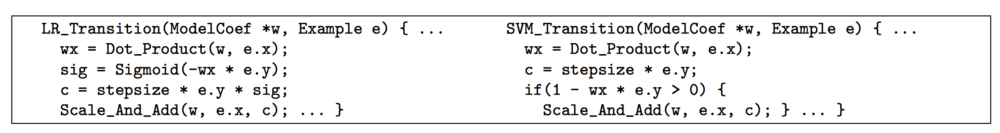 LR_Transition(ModelCoef *w, Example e) { ...
wx = Dot_Product(w, e.x);
sig = Sigmoid(-wx * e.y);
c = stepsize * e.y * sig;
Scale_And_Add(w, e.x, c); ... }
SVM_Transition(ModelCoef *w, Example e) { ...
wx = Dot_Product(w, e.x);
c = stepsize * e.y;
if(1 - wx * e.y > 0) {
Scale_And_Add(w, e.x, c); } ... }